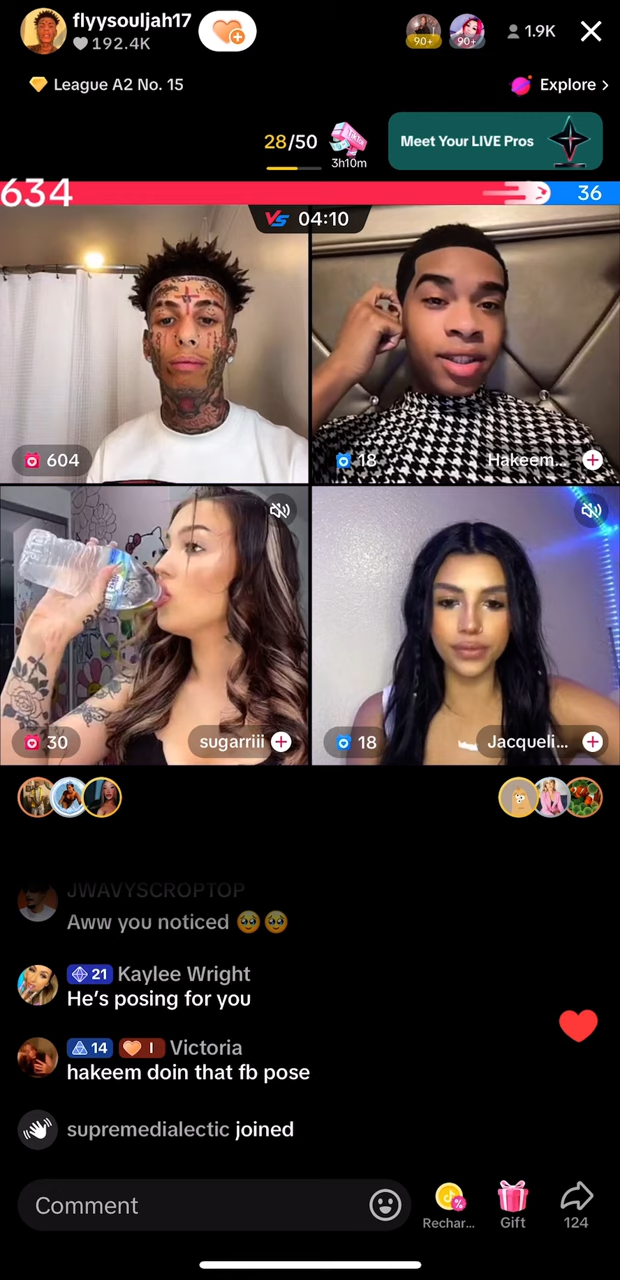 flyysouljah17
192.4K
90+
90+
1.9K
League A2 No. 15
Explore >
28/50
3h10m
Meet Your LIVE Pros
634
36
VS 04:10
604
18
Hakeem...
30
sugarriii
18
Jacqueli...
JWAVYSCROPTOP
Aww you noticed 🥹🥹
21 Kaylee Wright
He's posing for you
14 I Victoria
hakeem doin that fb pose
supremedialectic joined
Comment
Rechar...
Gift
124